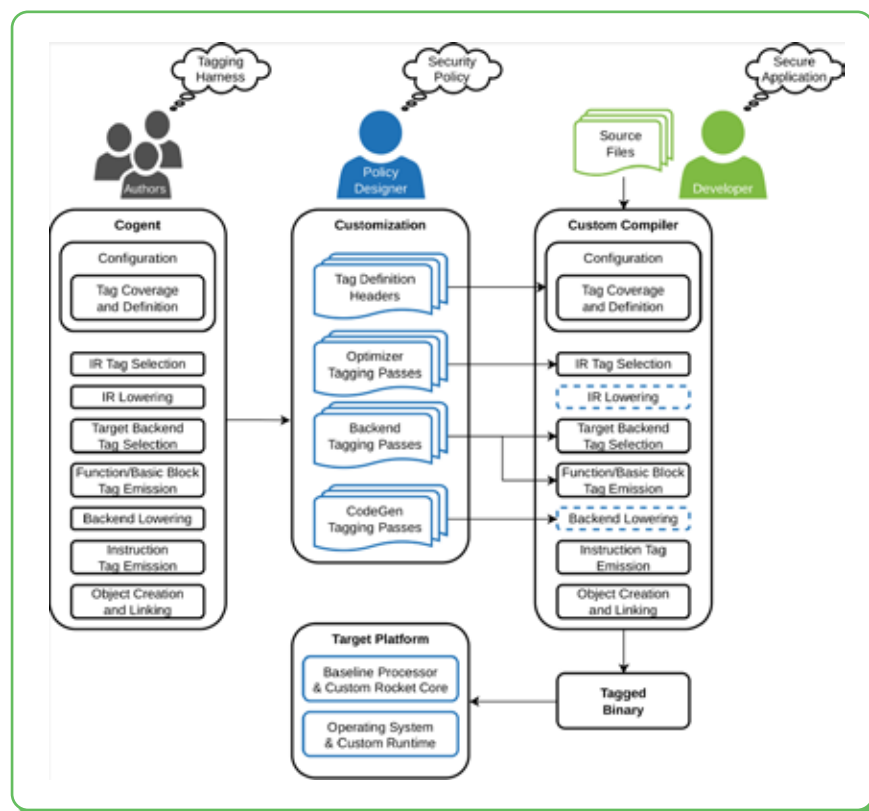 Tagging
Harness
Security
Policy
Secure
Application
Source
Files
Authors
Policy
Designer
Developer
Cogent
Configuration
Tag Coverage
and Definition
IR Tag Selection
IR Lowering
Target Backend
Tag Selection
Function/Basic Block
Tag Emission
Backend Lowering
Instruction
Tag Emission
Object Creation
and Linking
Customization
Tag Definition
Headers
Optimizer
Tagging Passes
Backend
Tagging Passes
CodeGen
Tagging Passes
Custom Compiler
Configuration
Tag Coverage
and Definition
IR Tag Selection
IR Lowering
Target Backend
Tag Selection
Function/Basic Block
Tag Emission
Backend Lowering
Instruction Tag
Emission
Object Creation
and Linking
Target Platform
Baseline Processor
& Custom Rocket Core
Operating System
& Custom Runtime
Tagged
Binary